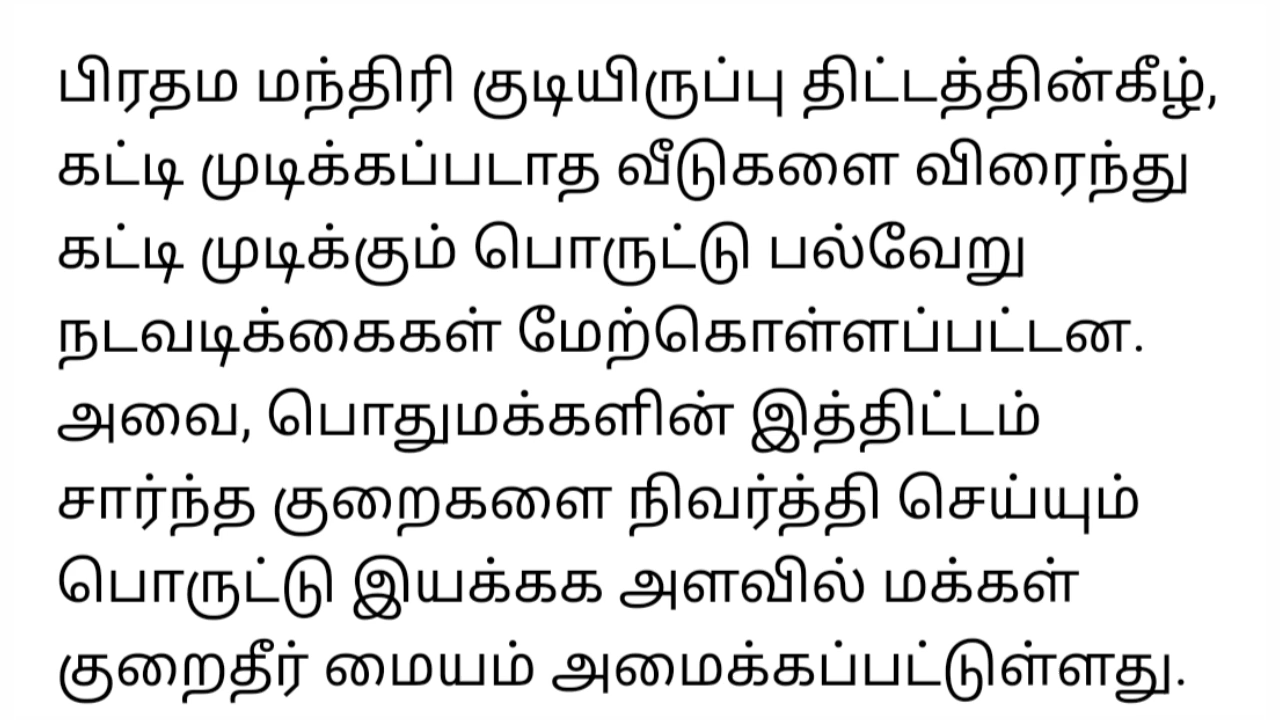 பிரதம மந்திரி குடியிருப்பு திட்டத்தின்கீழ்,
கட்டி முடிக்கப்படாத வீடுகளை விரைந்து
கட்டி முடிக்கும் பொருட்டு பல்வேறு
நடவடிக்கைகள் மேற்கொள்ளப்பட்டன.
அவை, பொதுமக்களின் இத்திட்டம்
சார்ந்த குறைகளை நிவர்த்தி செய்யும்
பொருட்டு இயக்கக அளவில் மக்கள்
குறைதீர் மையம் அமைக்கப்பட்டுள்ளது.